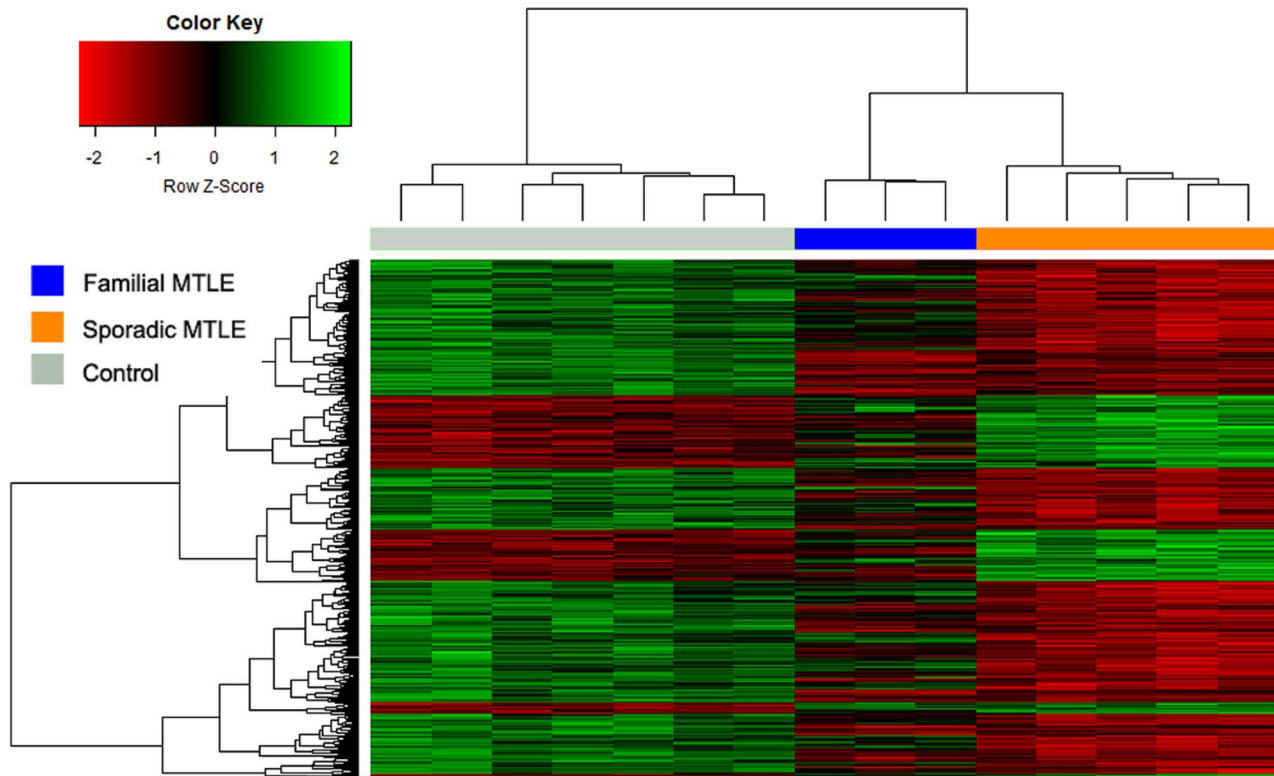 Color Key
-2 -1 0 1 2
Row Z-Score
Familial MTLE
Sporadic MTLE
Control